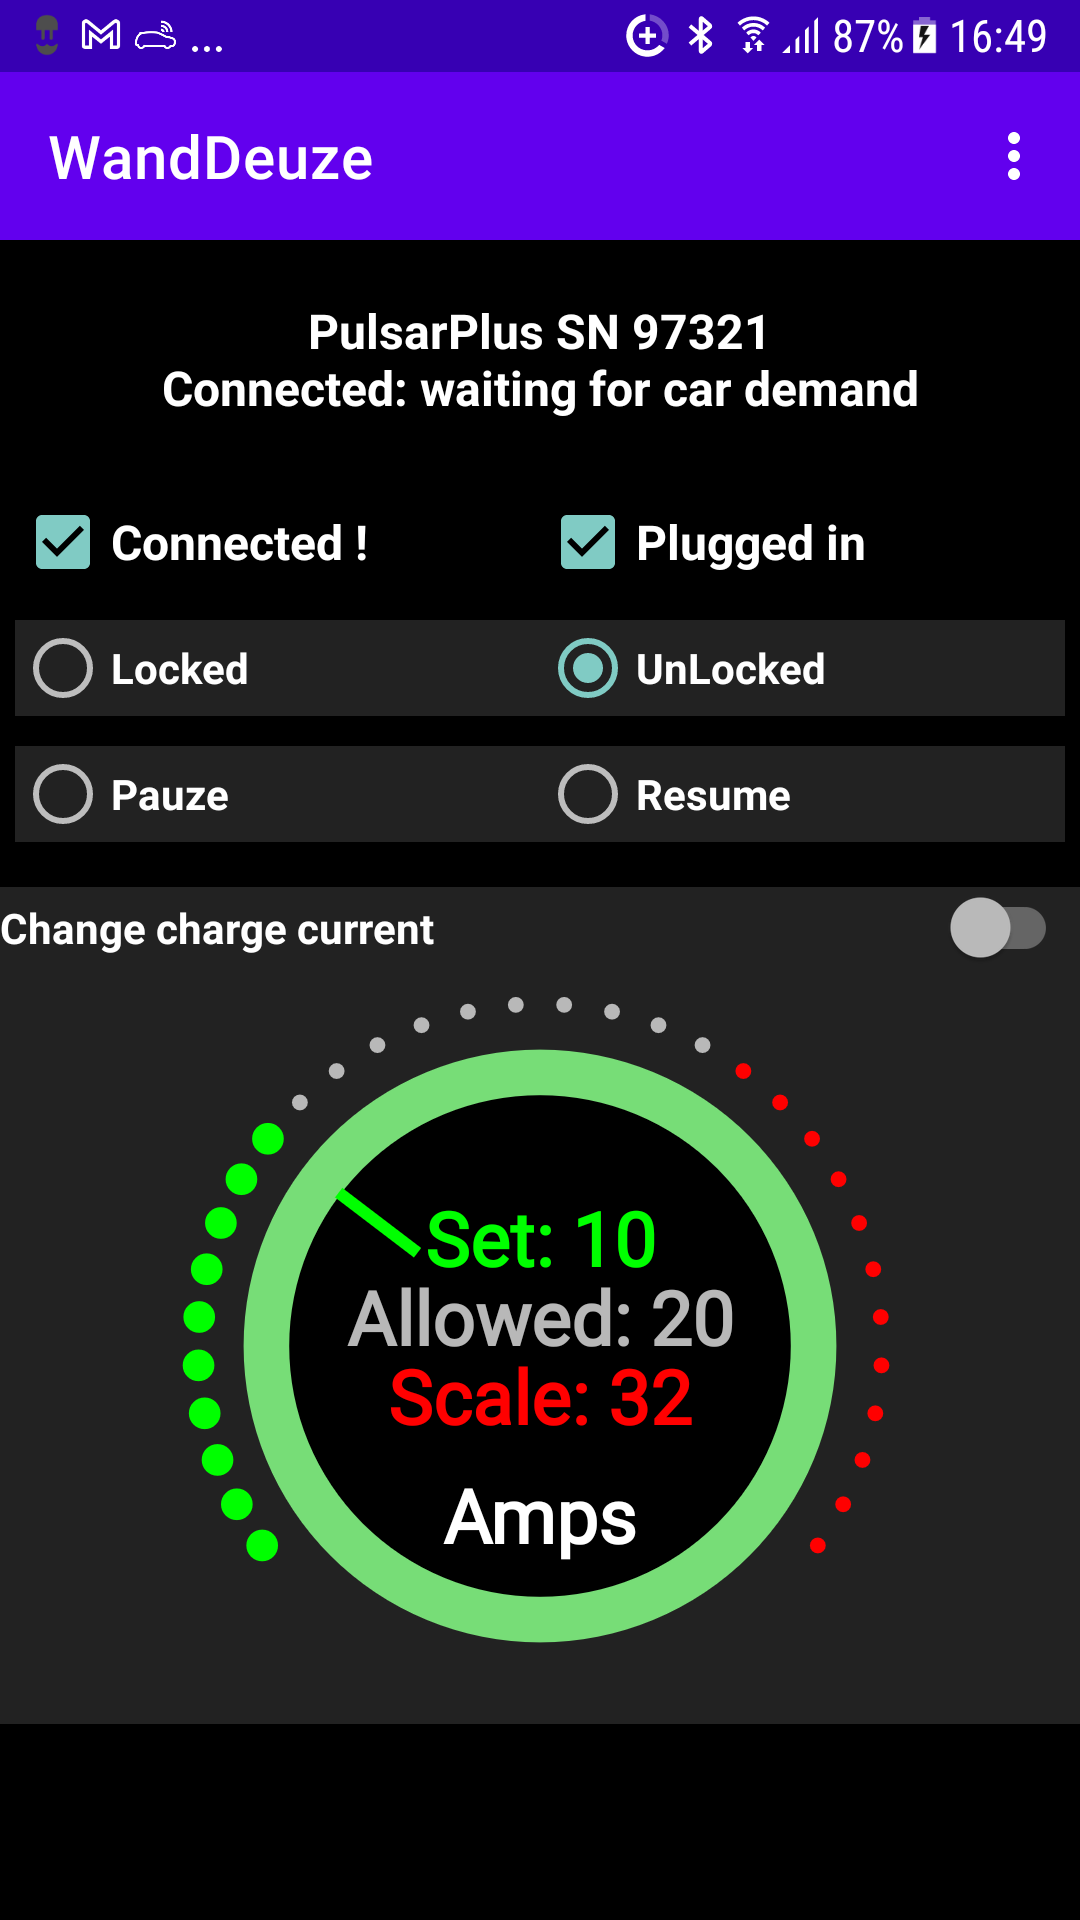 87% 16:49
WandDeuze
PulsarPlus SN 97321
Connected: waiting for car demand
Connected ! Plugged in
Locked UnLocked
Pauze Resume
Change charge current
Set: 10
Allowed: 20
Scale: 32
Amps